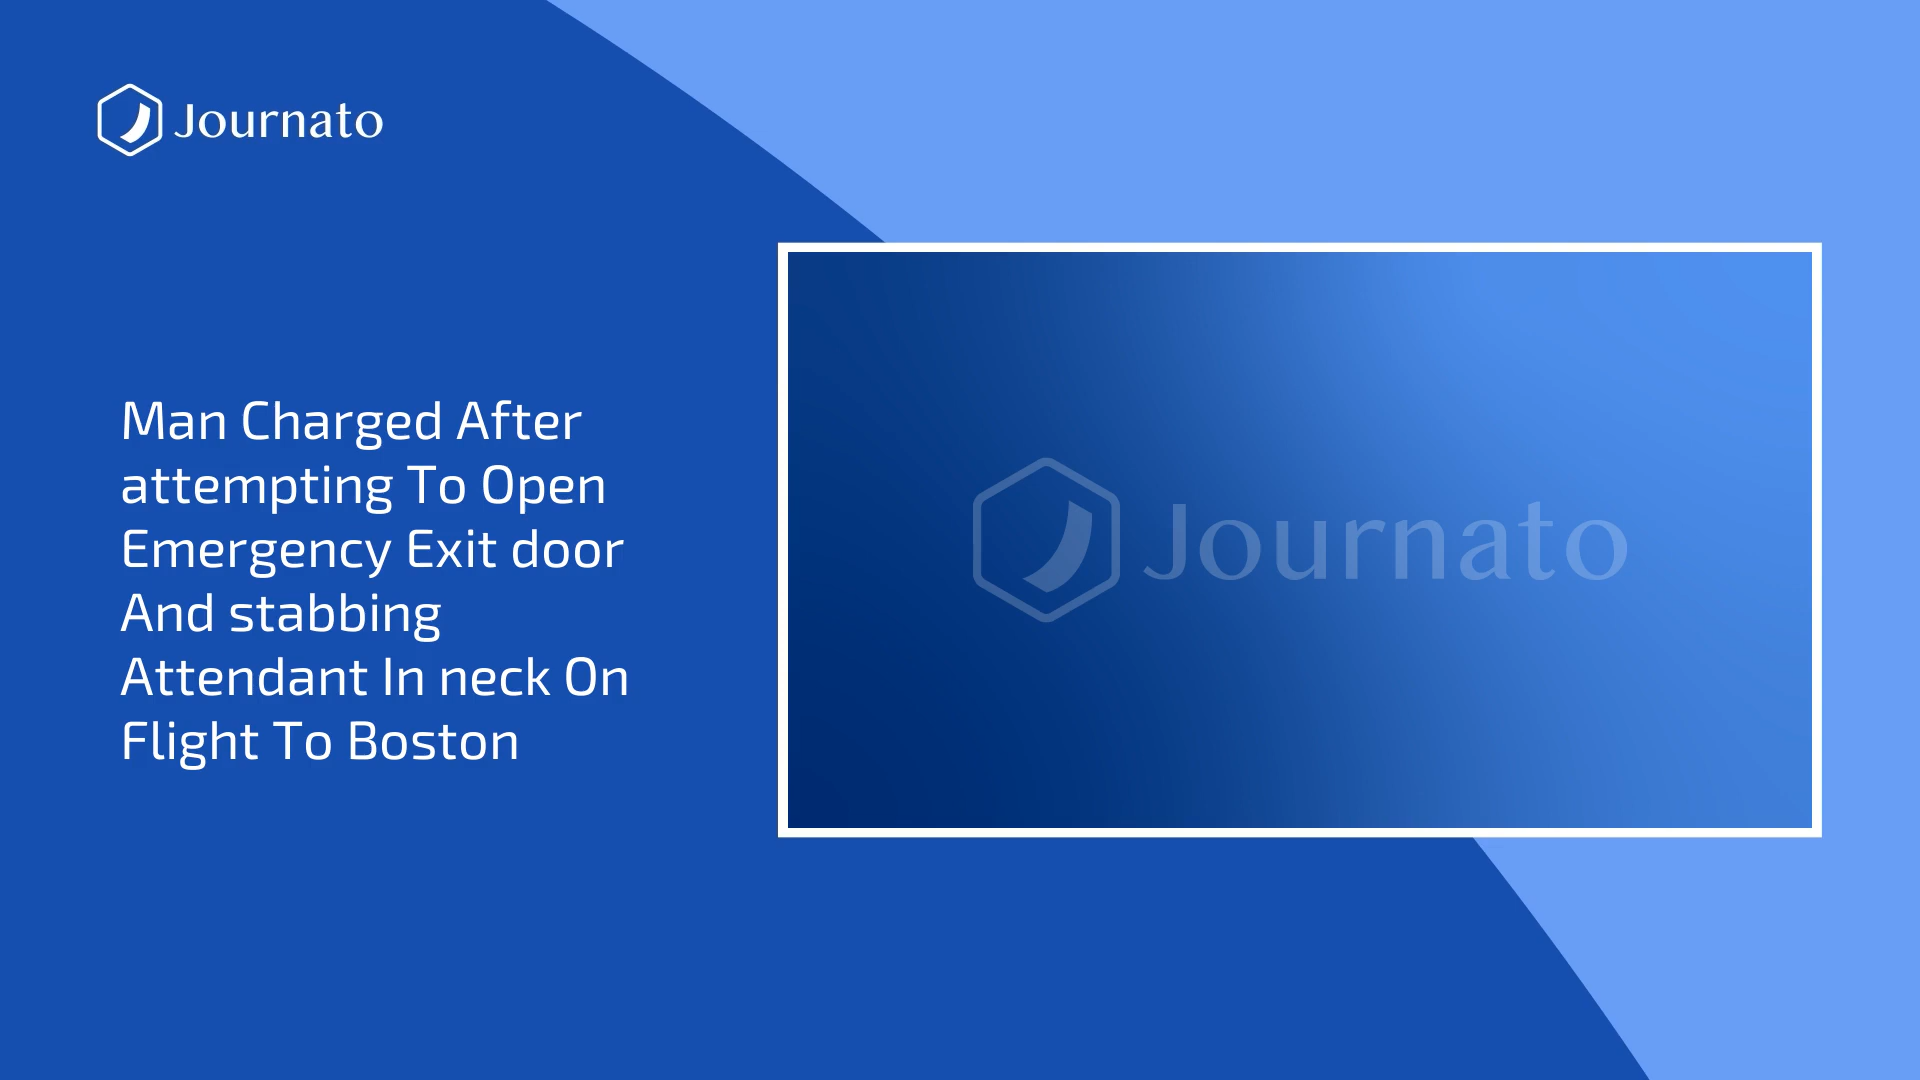 Journato
Man Charged After
attempting To Open
Emergency Exit door
And stabbing
Attendant In neck On
Flight To Boston
Journato